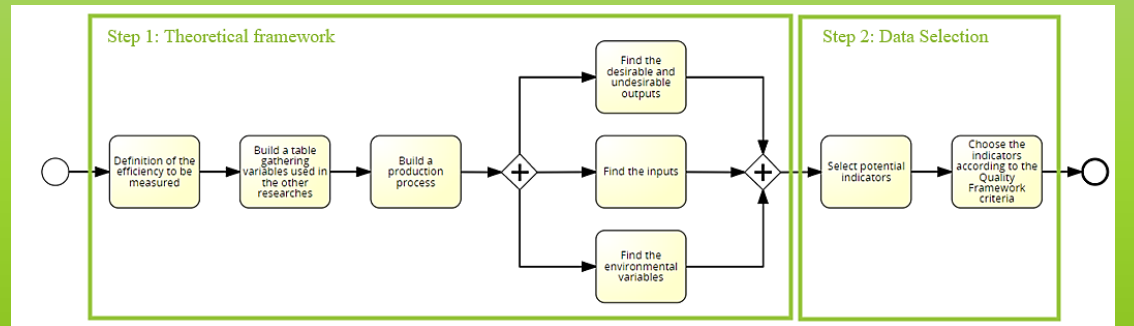 Step 1: Theoretical framework
Step 2: Data Selection
Definition of the
efficiency to be
measured
Build a table
gathering
variables used in
the other
researches
Build a
production
process
Find the
desirable and
undesirable
outputs
Find the inputs
Find the
environmental
variables
Select potential
indicators
Choose the
indicators
according to the
Quality
Framework
criteria